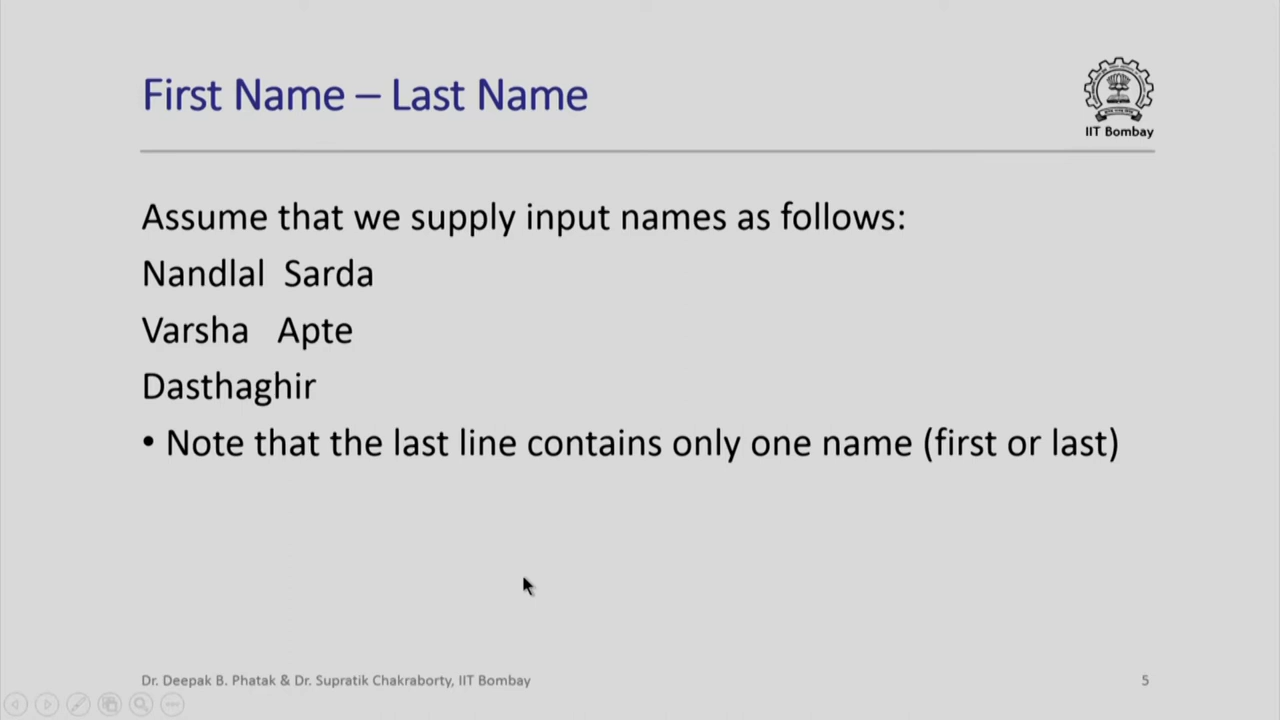 First Name – Last Name
IIT Bombay
Assume that we supply input names as follows:
Nandlal  Sarda
Varsha   Apte
Dasthaghir
• Note that the last line contains only one name (first or last)
Dr. Deepak B. Phatak & Dr. Supratik Chakraborty, IIT Bombay
5